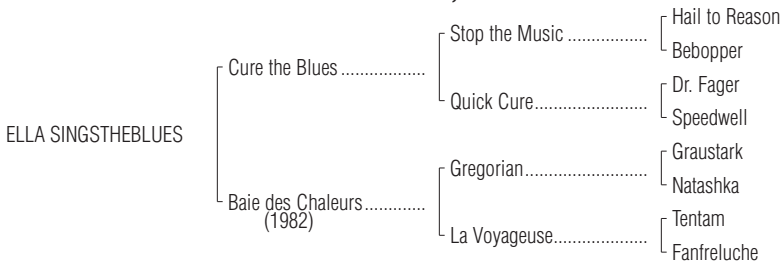 Hail to Reason
Stop the Music ................
Bebopper
Cure the Blues .................
Dr. Fager
Quick Cure........................
Speedwell
ELLA SINGSTHEBLUES
Graustark
Gregorian..........................
Natashka
Baie des Chaleurs.............
(1982)
Tentam
La Voyageuse....................
Fanfreluche